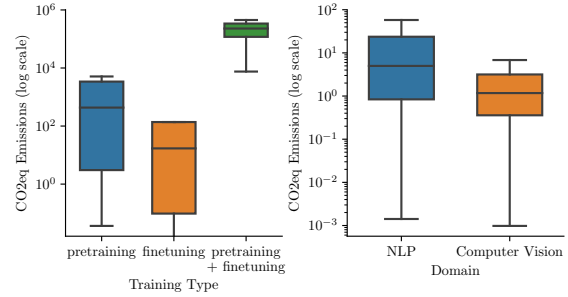 CO2eq Emissions (log scale)
10^6
10^4
10^2
10^0
pretraining finetuning pretraining
+ finetuning
Training Type
CO2eq Emissions (log scale)
10^2
10^1
10^0
10^−1
10^−2
10^−3
NLP Computer Vision
Domain